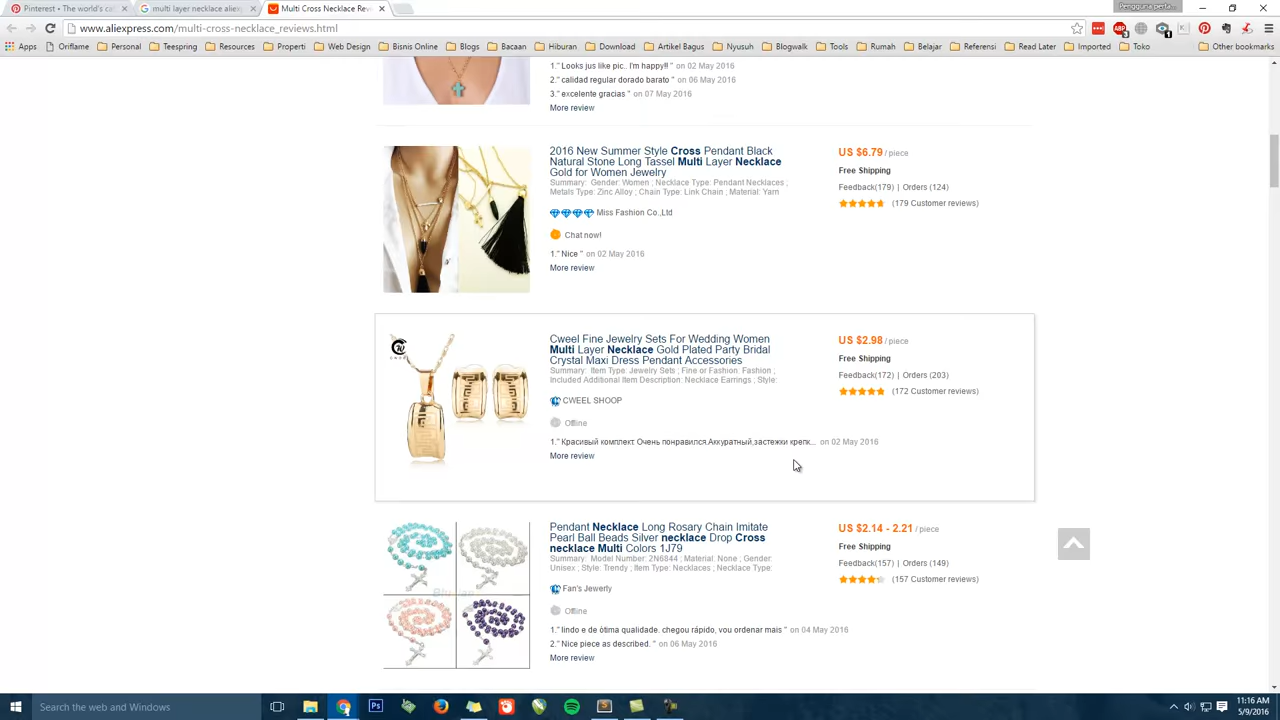 Pinterest • The world's ca
multi layer necklace aliex
Multi Cross Necklace Rev
Pengguna perta
www.aliexpress.com/multi-cross-necklace_reviews.html
Apps Oriflame Personal Teespring Resources Properti Web Design Bisnis Online Blogs Bacaan Hiburan Download Artikel Bagus Nyusuh Blogwalk Tools Rumah Belajar Referensi Read Later Imported Toko Other bookmarks
1." Looks jus like pic.. I'm happy!! " on 02 May 2016
2." calidad regular dorado barato " on 06 May 2016
3." excelente gracias " on 07 May 2016
More review
2016 New Summer Style Cross Pendant Black
Natural Stone Long Tassel Multi Layer Necklace
Gold for Women Jewelry
Summary: Gender: Women ; Necklace Type: Pendant Necklaces ;
Metals Type: Zinc Alloy ; Chain Type: Link Chain ; Material: Yarn
Miss Fashion Co.,Ltd
Chat now!
1." Nice " on 02 May 2016
More review
US $6.79 / piece
Free Shipping
Feedback(179) | Orders (124)
(179 Customer reviews)
Cweel Fine Jewelry Sets For Wedding Women
Multi Layer Necklace Gold Plated Party Bridal
Crystal Maxi Dress Pendant Accessories
Summary: Item Type: Jewelry Sets ; Fine or Fashion: Fashion ;
Included Additional Item Description: Necklace Earrings ; Style:
CWEEL SHOOP
Offline
1." Красивый комплект. Очень понравился.Аккуратный,застежки крепк... on 02 May 2016
More review
US $2.98 / piece
Free Shipping
Feedback(172) | Orders (203)
(172 Customer reviews)
Pendant Necklace Long Rosary Chain Imitate
Pearl Ball Beads Silver necklace Drop Cross
necklace Multi Colors 1J79
Summary: Model Number: 2N6844 ; Material: None ; Gender:
Unisex ; Style: Trendy ; Item Type: Necklaces ; Necklace Type:
Fan's Jewerly
Offline
1." lindo e de òtima qualidade. chegou rápido, vou ordenar mais " on 04 May 2016
2." Nice piece as described. " on 06 May 2016
More review
US $2.14 - 2.21 / piece
Free Shipping
Feedback(157) | Orders (149)
(157 Customer reviews)
Search the web and Windows
11:16 AM
5/9/2016